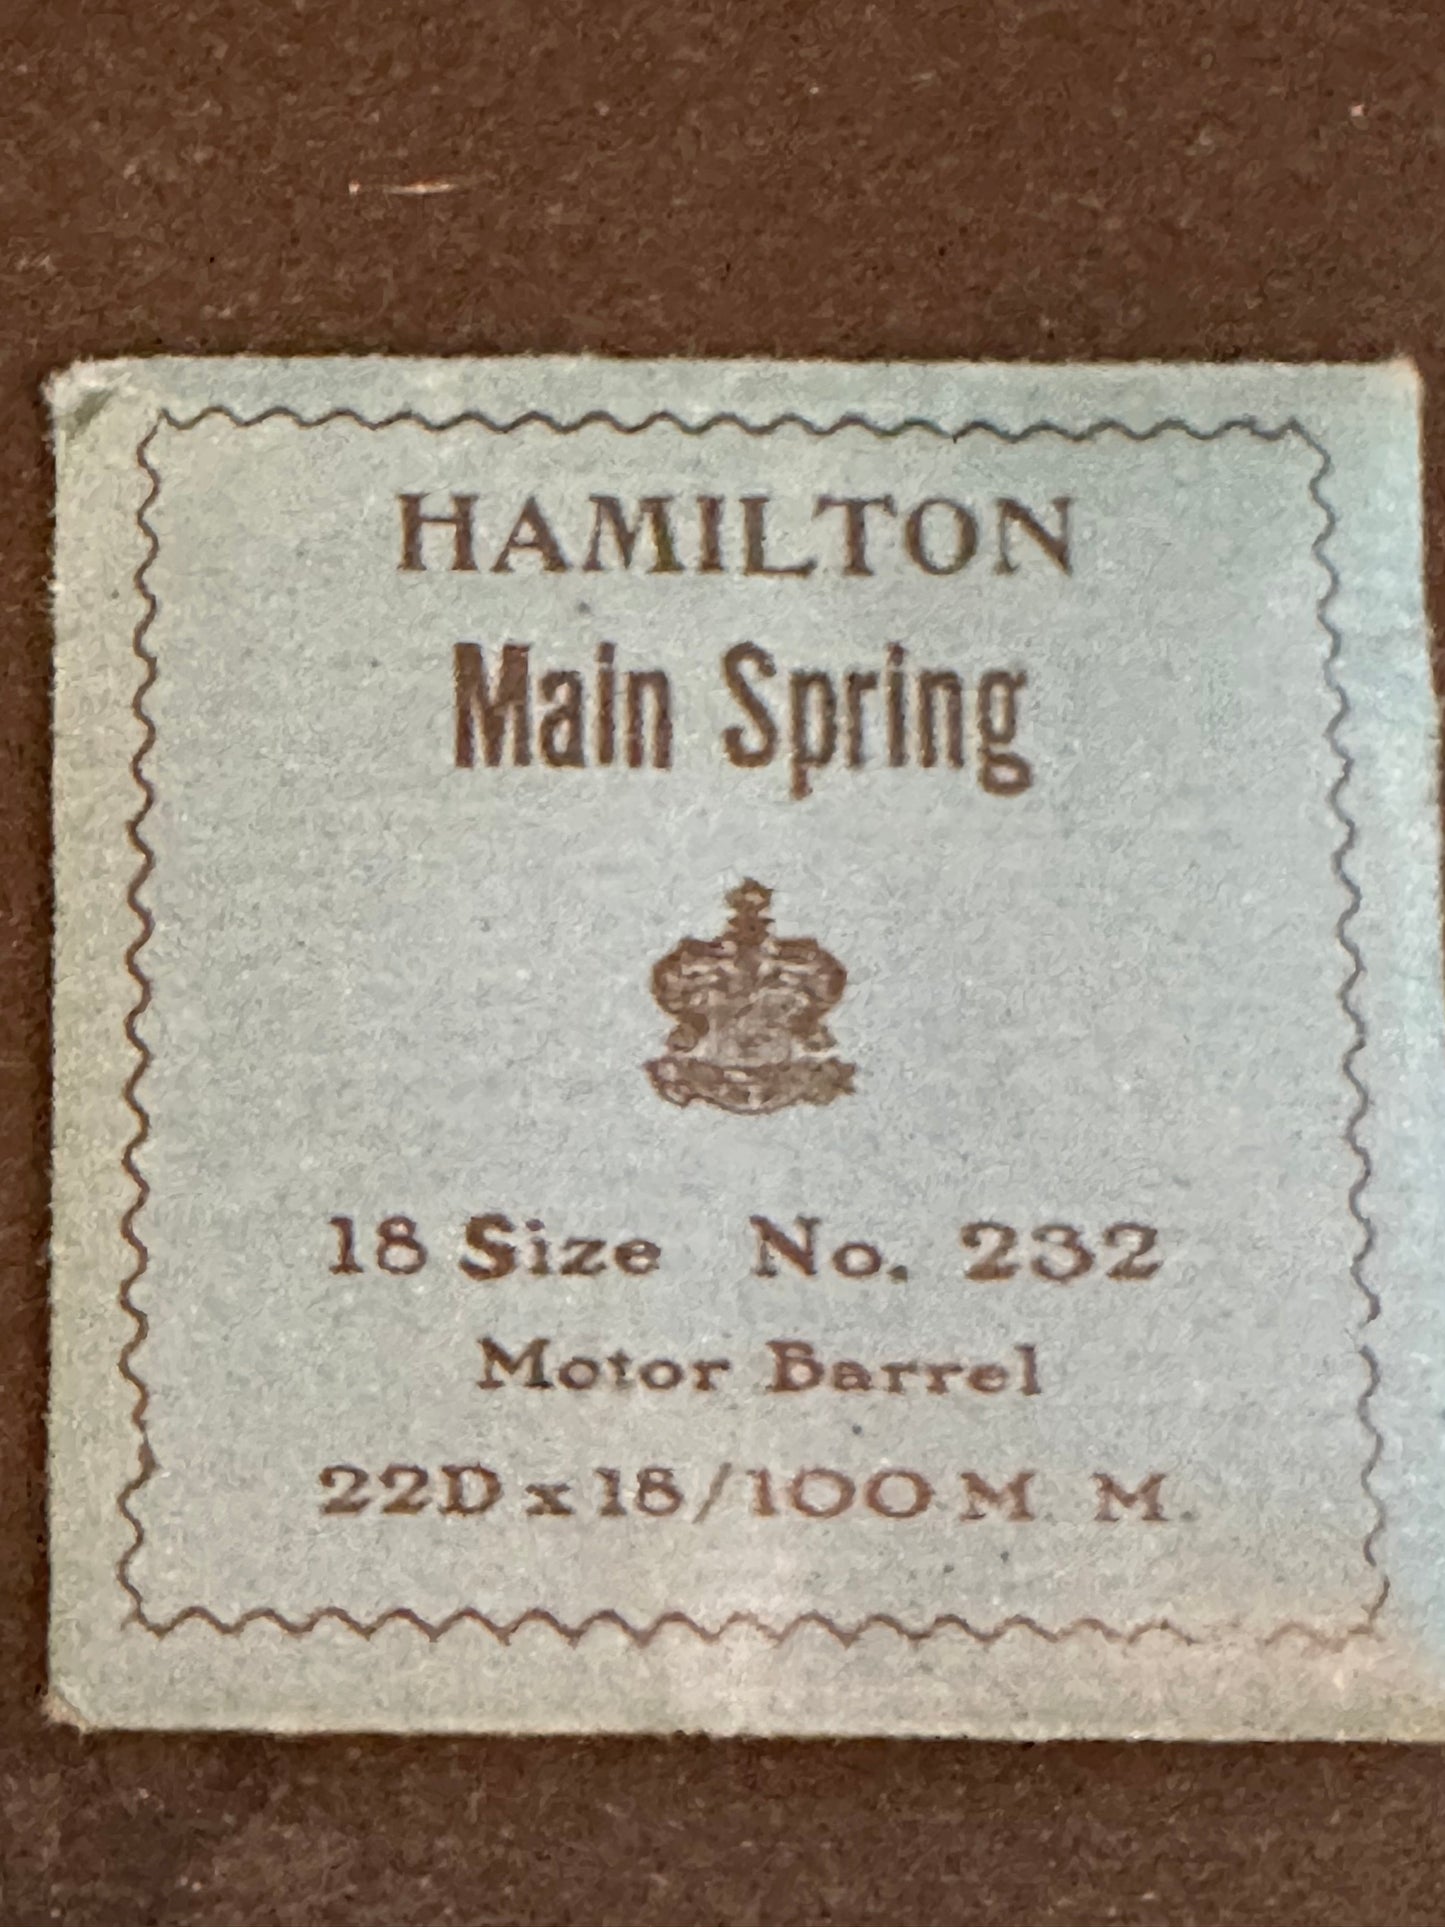 HAMILTON
Main Spring
18 Size No. 232
Motor Barrel
22D x 18/100 M. M.